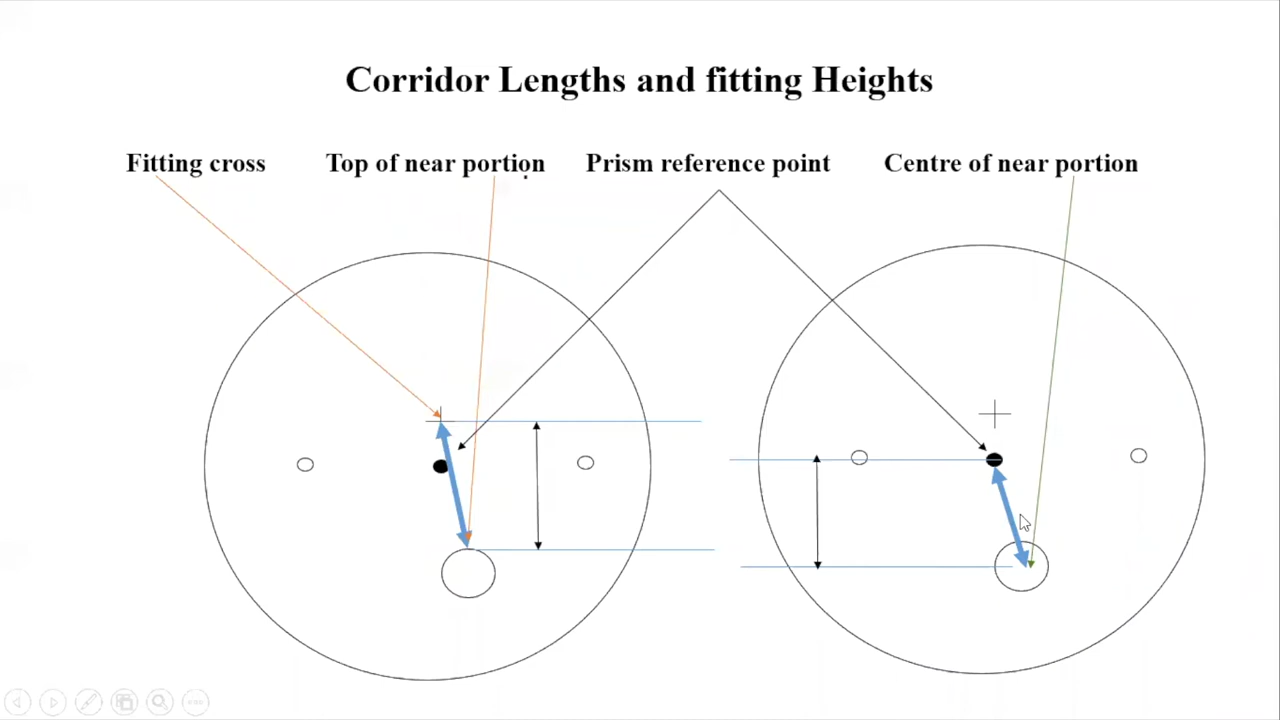 Corridor Lengths and fitting Heights
Fitting cross
Top of near portion
Prism reference point
Centre of near portion